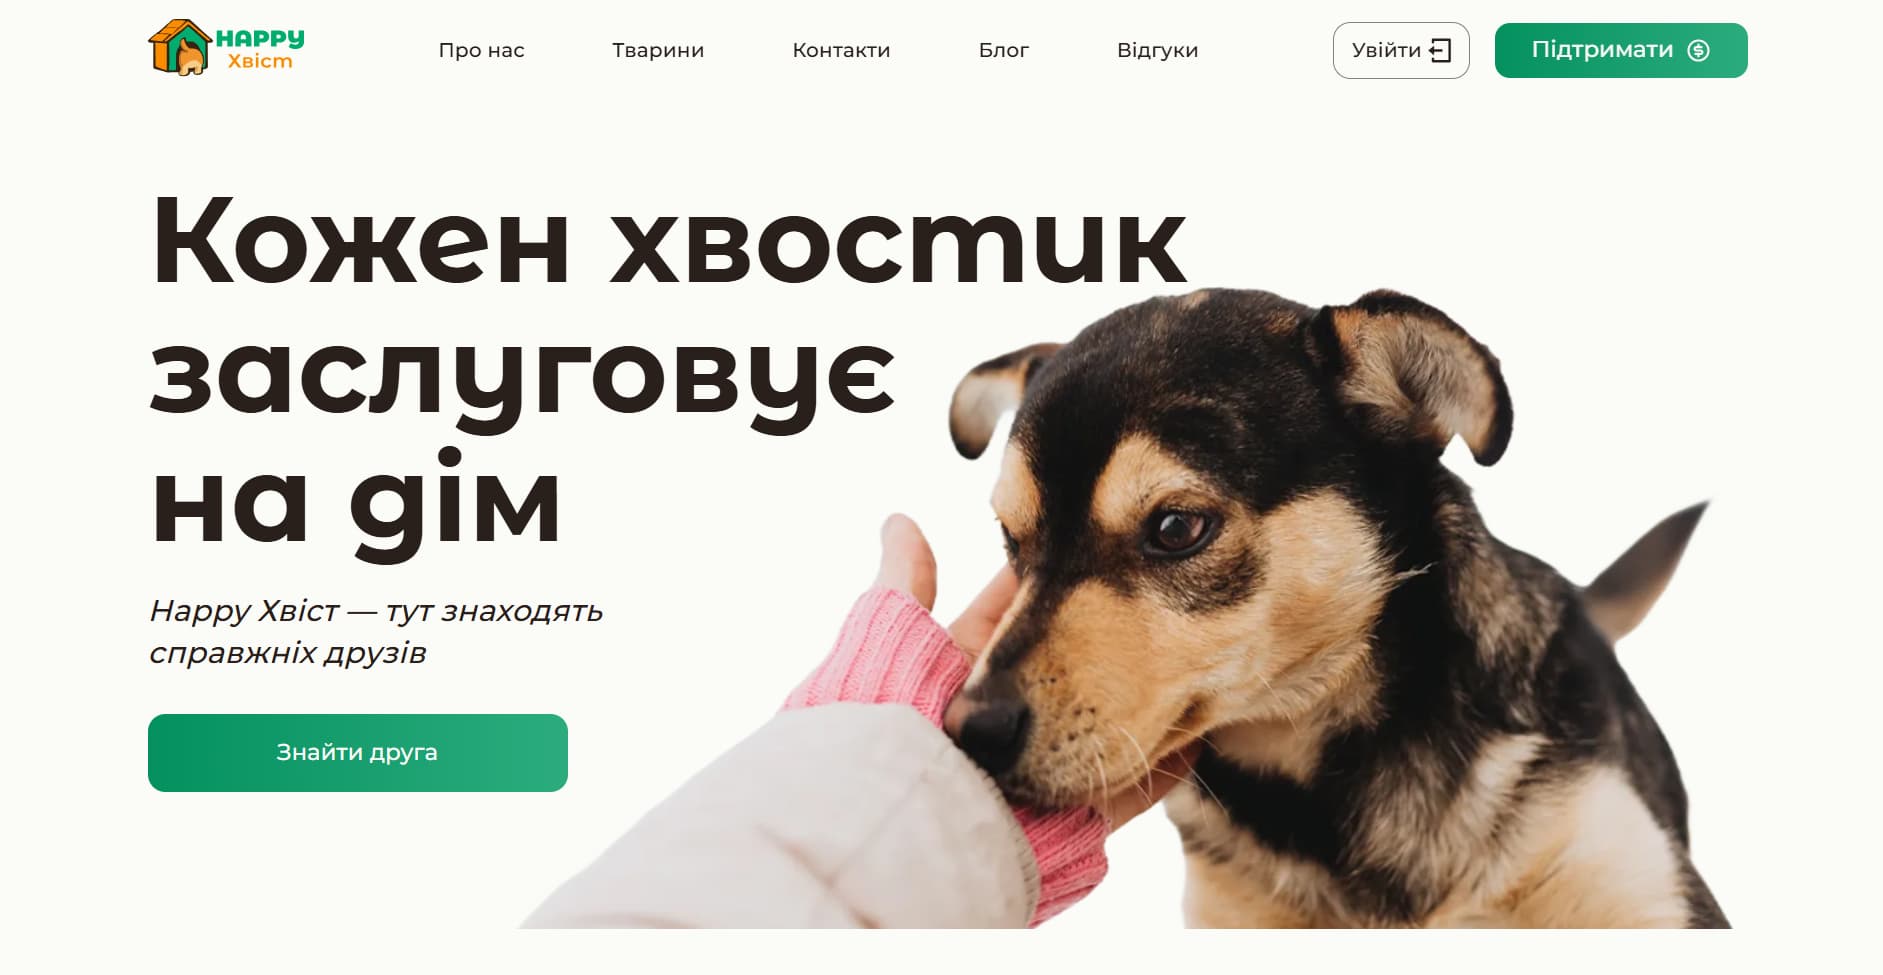 HAPPY
Хвіст
Про нас
Тварини
Контакти
Блог
Відгуки
Увійти
Підтримати
Кожен хвостик
заслуговує
на дім
Happy Хвіст — тут знаходять
справжніх друзів
Знайти друга